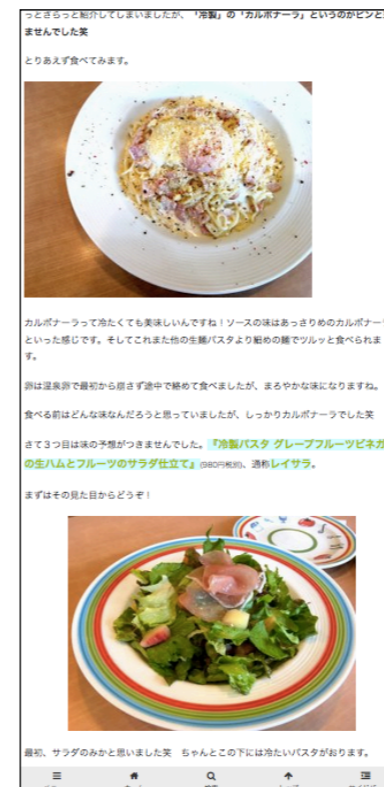 っとさらっと紹介してしまいましたが、「冷製」の「カルボナーラ」というのがピンと
ませんでした笑
とりあえず食べてみます。
カルボナーラって冷たくても美味しいんですね！ソースの味はあっさりめのカルボナーラ
といった感じです。そしてこれまた他の生麺パスタより細めの麺でツルッと食べられま
す。
卵は温泉卵で最初から崩さず途中で絡めて食べましたが、まろやかな味になりますね。
食べる前はどんな味なんだろうと思っていましたが、しっかりカルボナーラでした笑
さて３つ目は味の予想がつきませんでした。『冷製パスタ グレープフルーツビネガ
の生ハムとフルーツのサラダ仕立て』(980円税別)、通称レイサラ。
まずはその見た目からどうぞ！
最初、サラダのみかと思いました笑　ちゃんとこの下には冷たいパスタがおります。